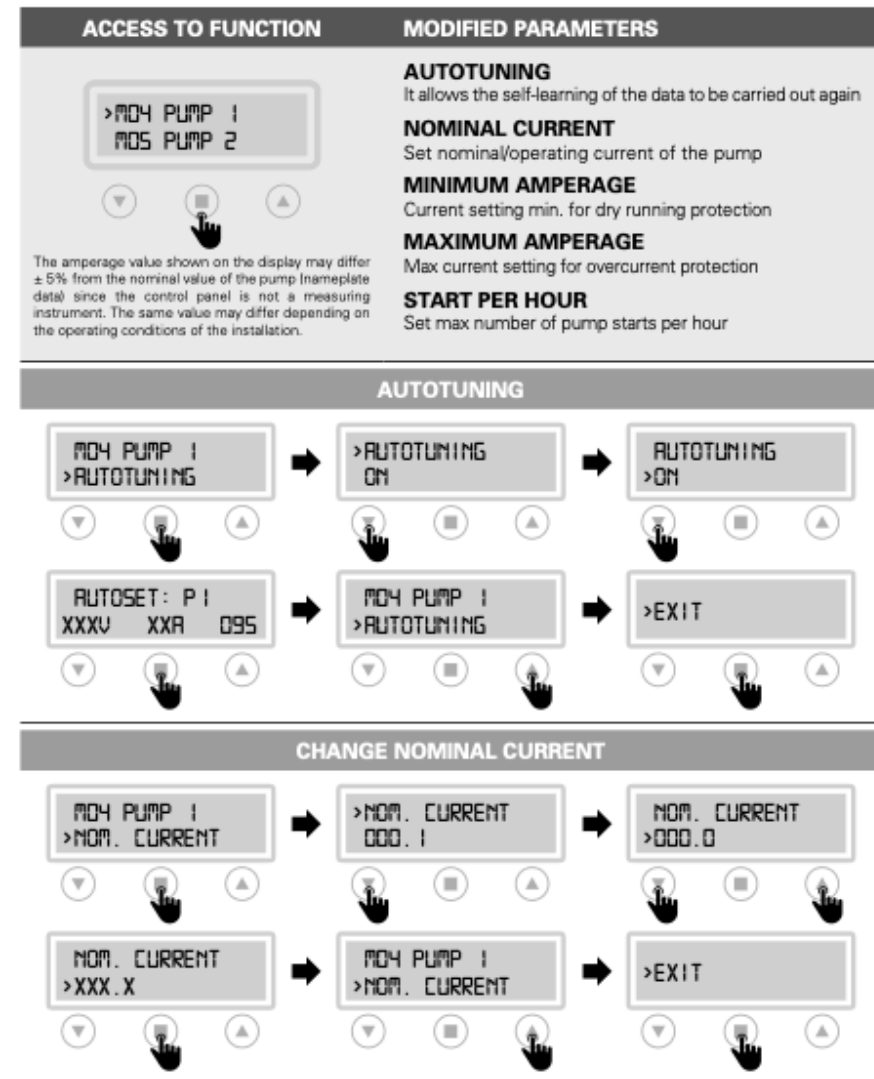 ACCESS TO FUNCTION
MODIFIED PARAMETERS
>M04 PUMP 1
M05 PUMP 2
The amperage value shown on the display may differ
± 5% from the nominal value of the pump (nameplate
data) since the control panel is not a measuring
instrument. The same value may differ depending on
the operating conditions of the installation.
AUTOTUNING
It allows the self-learning of the data to be carried out again
NOMINAL CURRENT
Set nominal/operating current of the pump
MINIMUM AMPERAGE
Current setting min. for dry running protection
MAXIMUM AMPERAGE
Max current setting for overcurrent protection
START PER HOUR
Set max number of pump starts per hour
AUTOTUNING
M04 PUMP 1
>AUTOTUNING
>AUTOTUNING
ON
AUTOTUNING
>ON
AUTOSET: P1
XXXV XXA 095
M04 PUMP 1
>AUTOTUNING
>EXIT
CHANGE NOMINAL CURRENT
M04 PUMP 1
>NOM. CURRENT
>NOM. CURRENT
000.1
NOM. CURRENT
>000.0
NOM. CURRENT
>XXX.X
M04 PUMP 1
>NOM. CURRENT
>EXIT